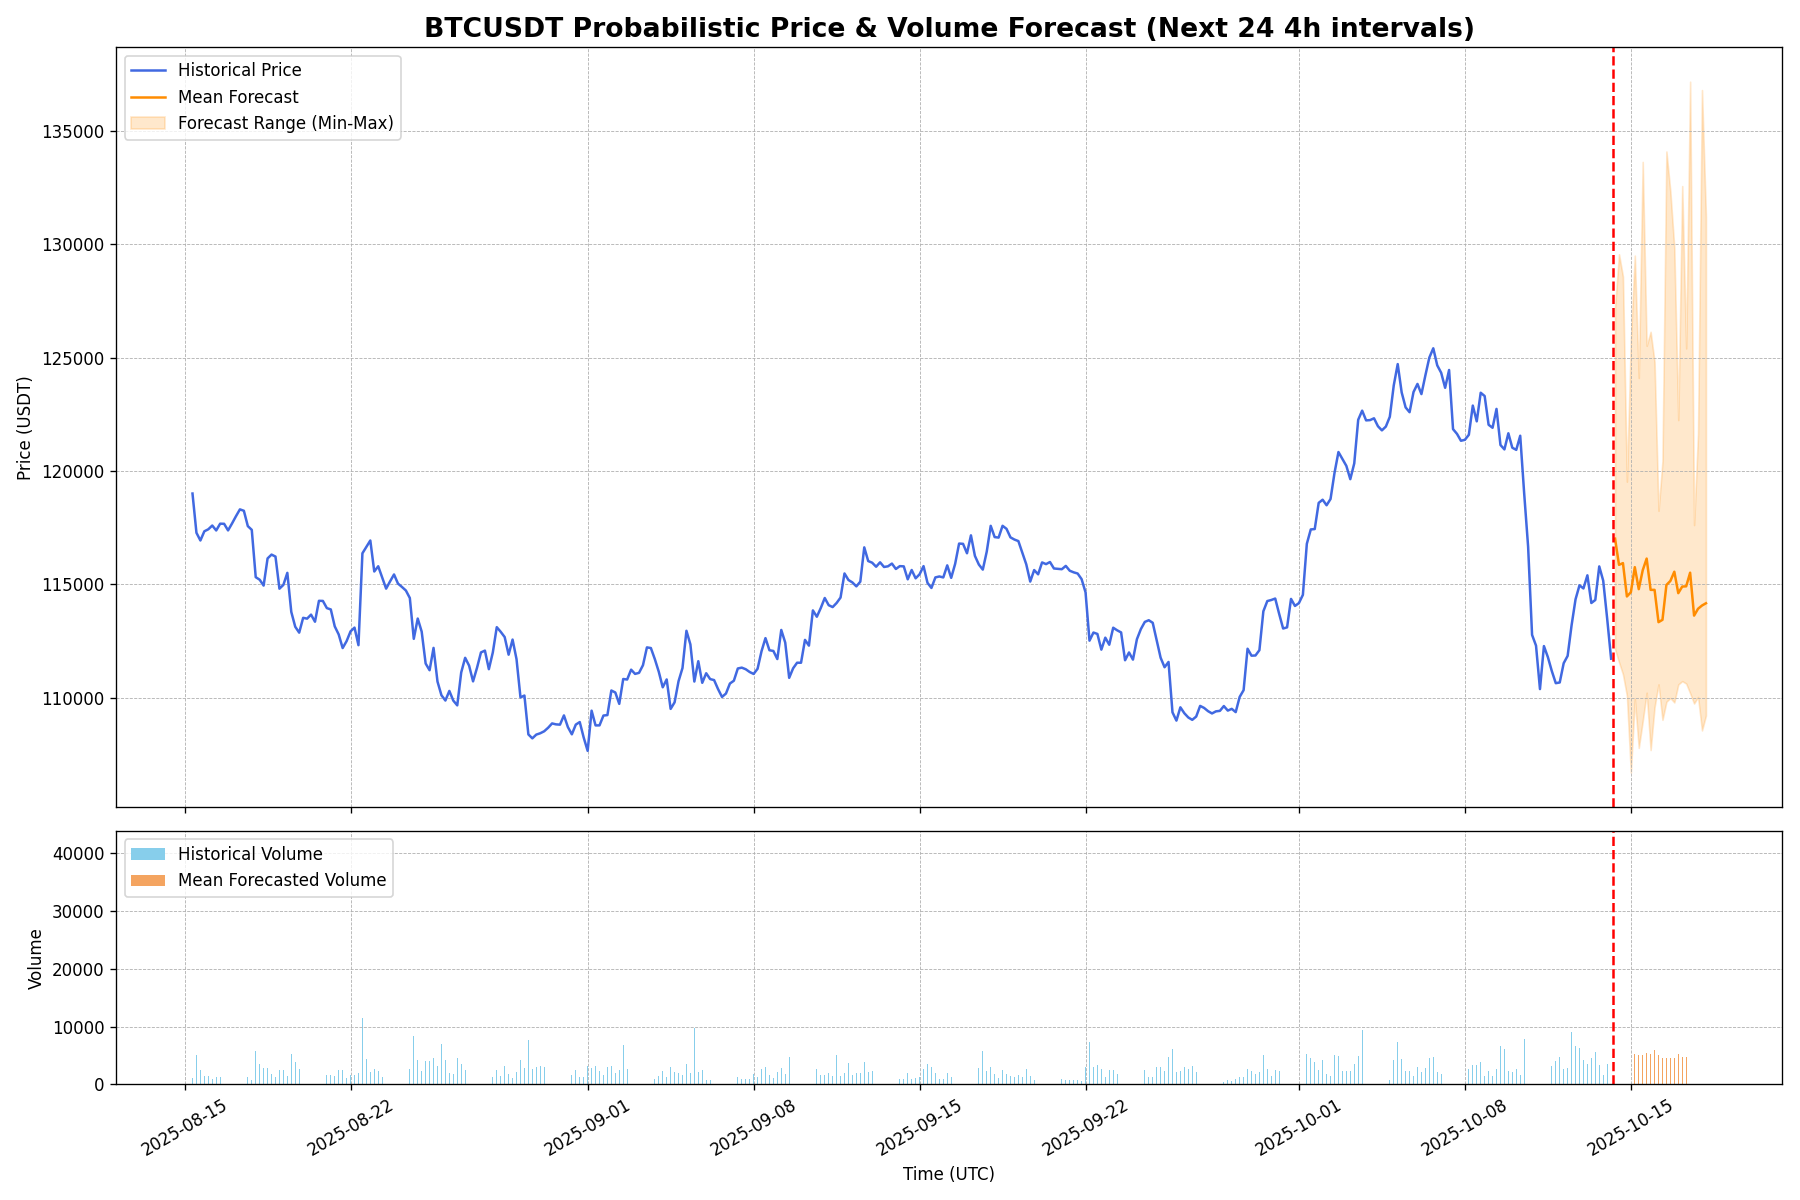 BTCUSDT Probabilistic Price & Volume Forecast (Next 24 4h intervals)
Historical Price
Mean Forecast
Forecast Range (Min-Max)
135000
130000
125000
120000
115000
110000
Price (USDT)
Historical Volume
Mean Forecasted Volume
40000
30000
20000
10000
0
Volume
2025-08-15
2025-08-22
2025-09-01
2025-09-08
2025-09-15
2025-09-22
2025-10-01
2025-10-08
2025-10-15
Time (UTC)